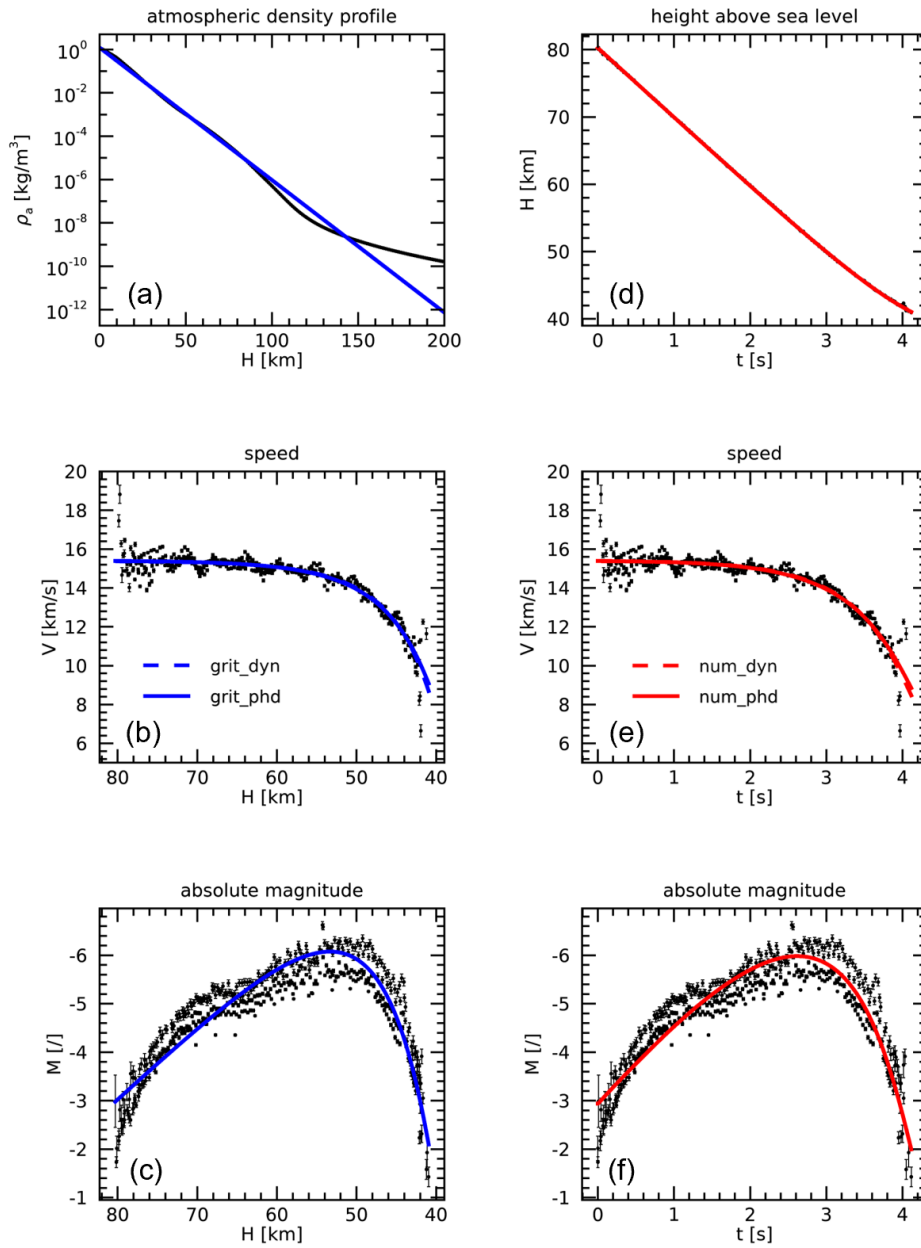 atmospheric density profile
10⁰
10⁻²
10⁻⁴
10⁻⁶
10⁻⁸
10⁻¹⁰
10⁻¹²
ρₐ [kg/m³]
(a)
0 50 100 150 200
H [km]
height above sea level
80
70
60
50
40
H [km]
(d)
0 1 2 3 4
t [s]
speed
20
18
16
14
12
10
8
6
V [km/s]
grit_dyn
grit_phd
(b)
80 70 60 50 40
H [km]
speed
20
18
16
14
12
10
8
6
V [km/s]
num_dyn
num_phd
(e)
0 1 2 3 4
t [s]
absolute magnitude
-6
-5
-4
-3
-2
-1
M [/]
(c)
80 70 60 50 40
H [km]
absolute magnitude
-6
-5
-4
-3
-2
-1
M [/]
(f)
0 1 2 3 4
t [s]